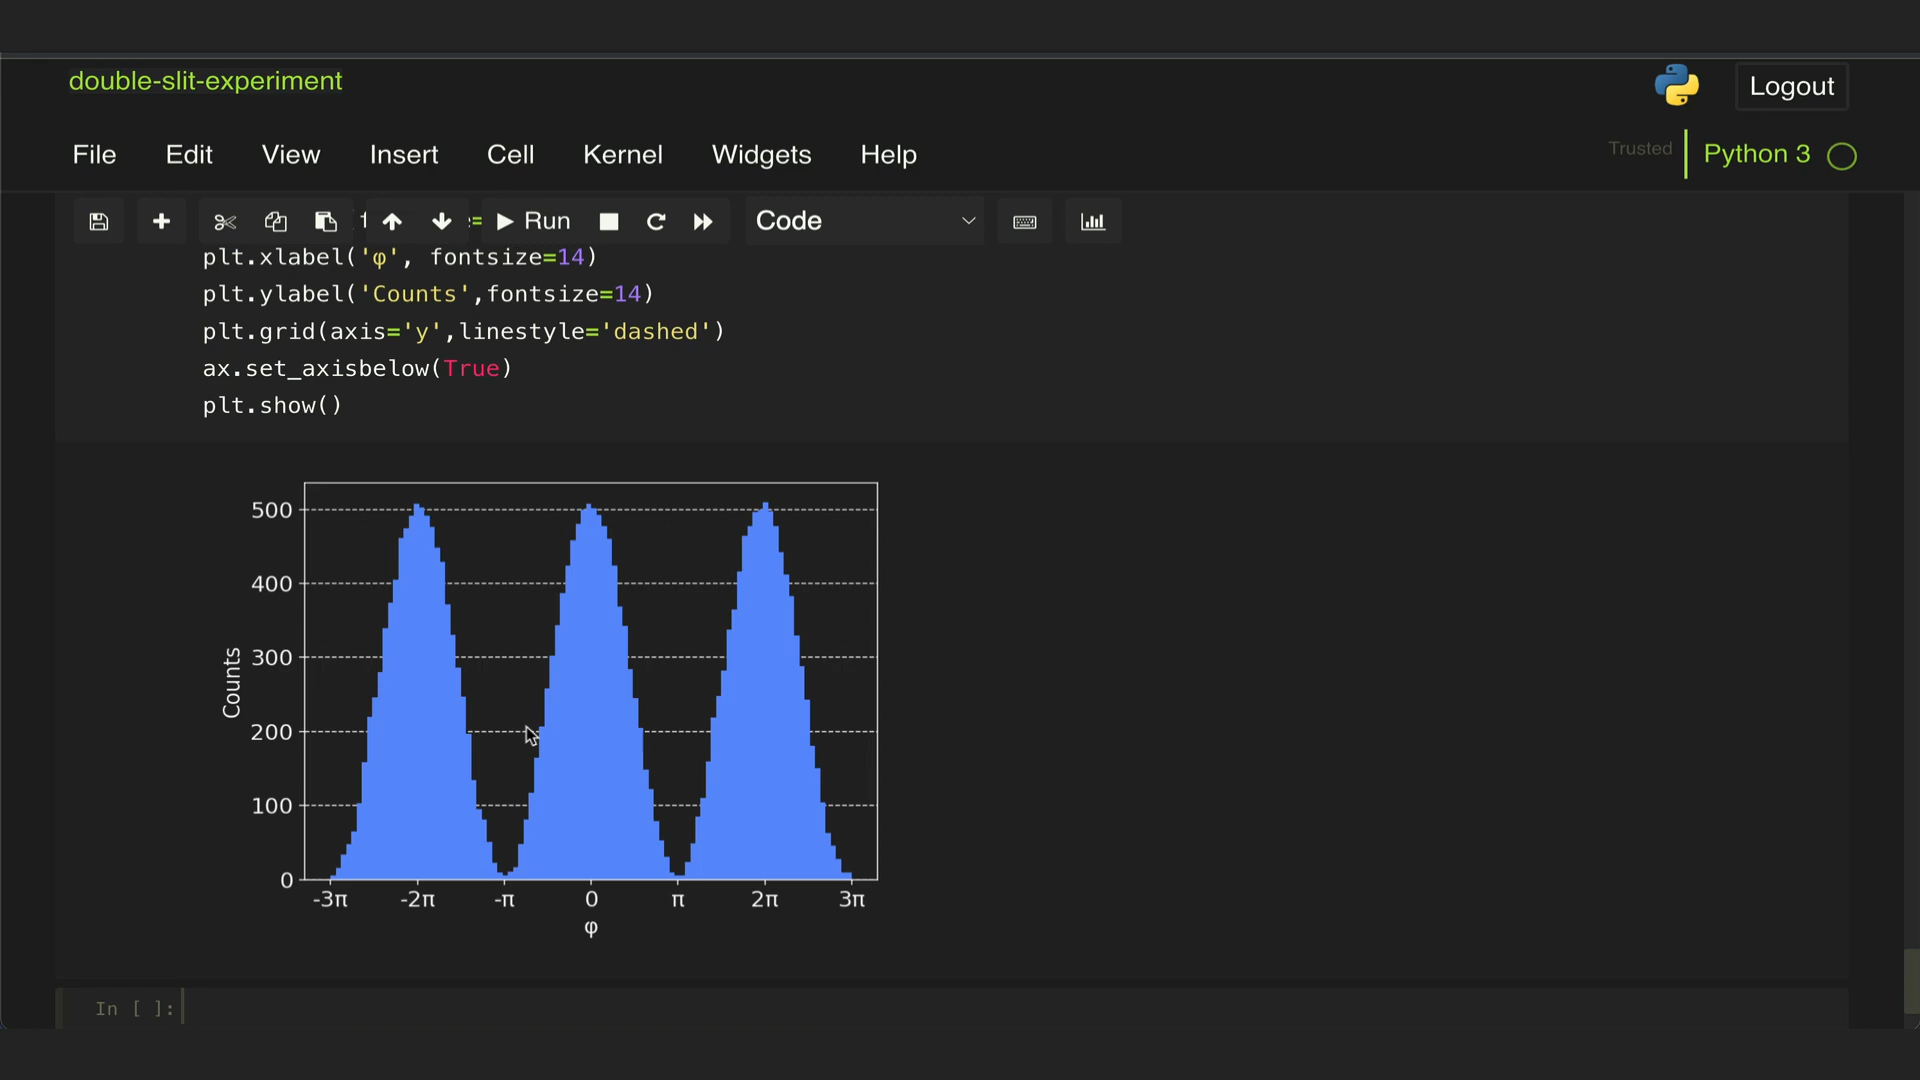 double-slit-experiment
Logout
File Edit View Insert Cell Kernel Widgets Help
Trusted Python 3
Run Code
plt.xlabel('φ', fontsize=14)
plt.ylabel('Counts',fontsize=14)
plt.grid(axis='y',linestyle='dashed')
ax.set_axisbelow(True)
plt.show()
500
400
300
200
100
0
Counts
-3π -2π -π 0 π 2π 3π
φ
In [ ]: